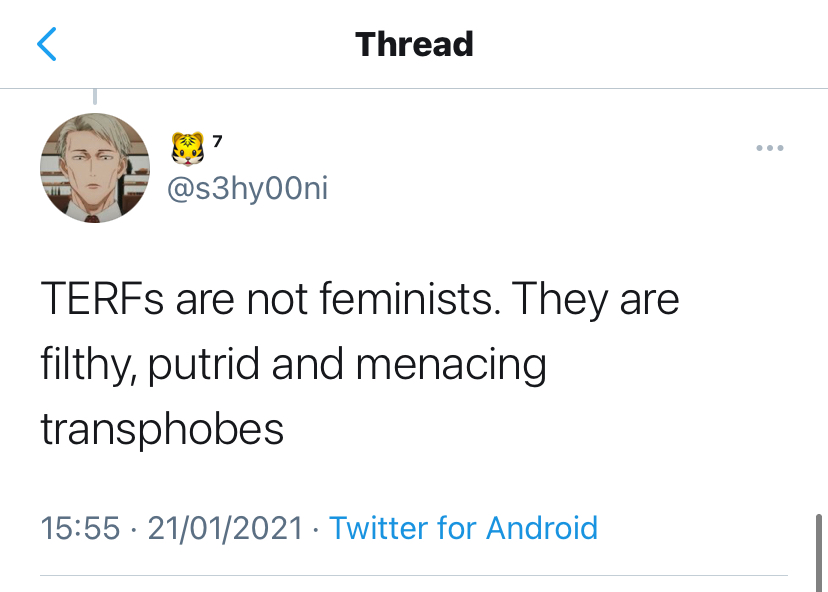 Thread
🐯 7
@s3hy00ni
TERFs are not feminists. They are
filthy, putrid and menacing
transphobes
15:55 · 21/01/2021 · Twitter for Android